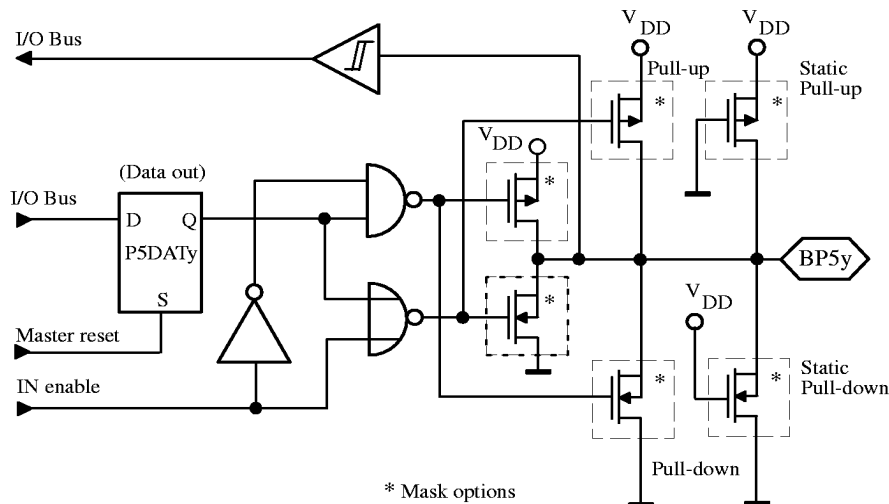 I/O Bus
V DD
V DD
Pull-up
*
Static
Pull-up
*
V DD
*
(Data out)
I/O Bus
D
Q
P5DATy
S
BP5y
*
V DD
Master reset
IN enable
*
Static
Pull-down
*
Pull-down
* Mask options